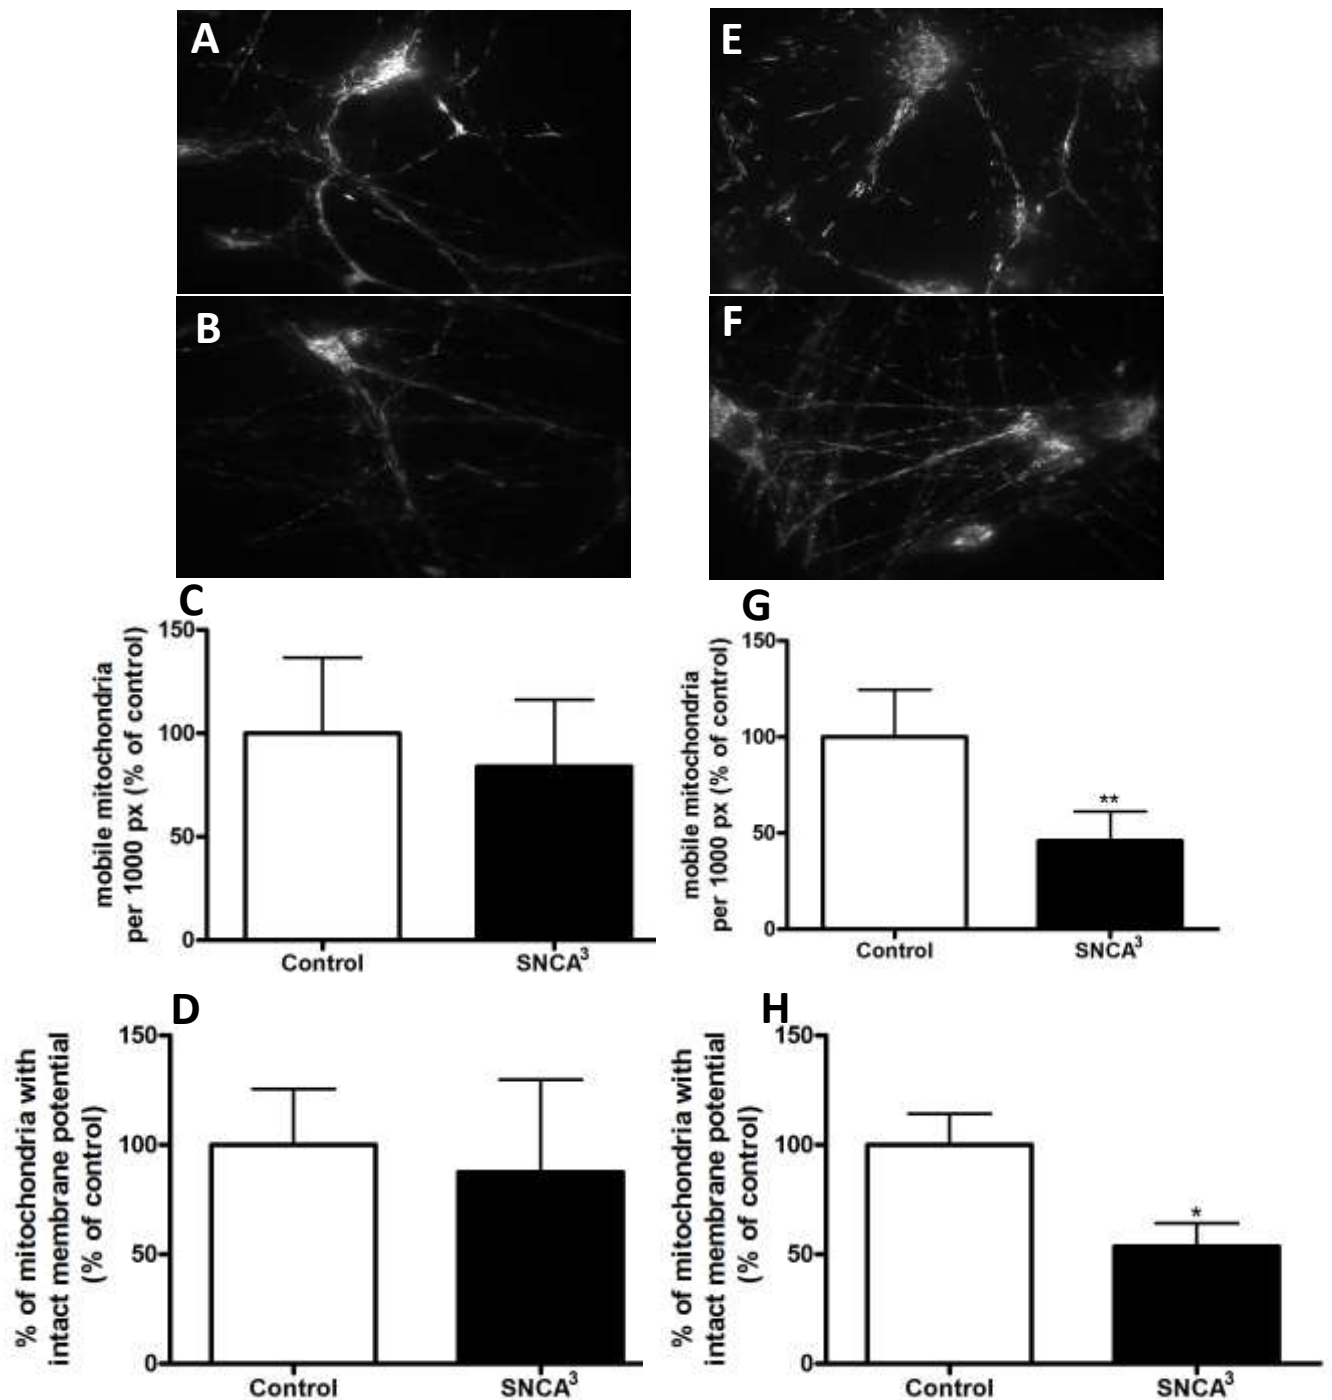 A
E
B
F
C
mobile mitochondria
per 1000 px (% of control)
150
100
50
0
Control
SNCA³
G
mobile mitochondria
per 1000 px (% of control)
150
100
50
0
**
Control
SNCA³
D
% of mitochondria with
intact membrane potential
(% of control)
150
100
50
0
Control
SNCA³
H
% of mitochondria with
intact membrane potential
(% of control)
150
100
50
0
*
Control
SNCA³